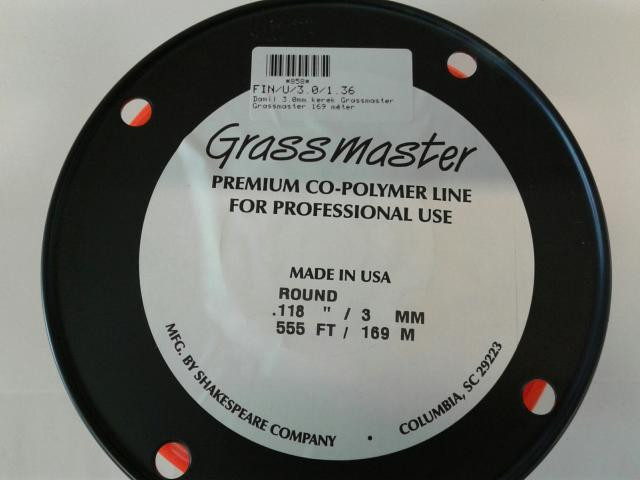 *858*
FIN/U/3.0/1.36
Damil 3.0mm kerek Grassmaster
Grassmaster 169 méter
Grassmaster
PREMIUM CO-POLYMER LINE
FOR PROFESSIONAL USE
MADE IN USA
ROUND
.118 " / 3 MM
555 FT / 169 M
MFG. BY SHAKESPEARE COMPANY • COLUMBIA, SC 29223